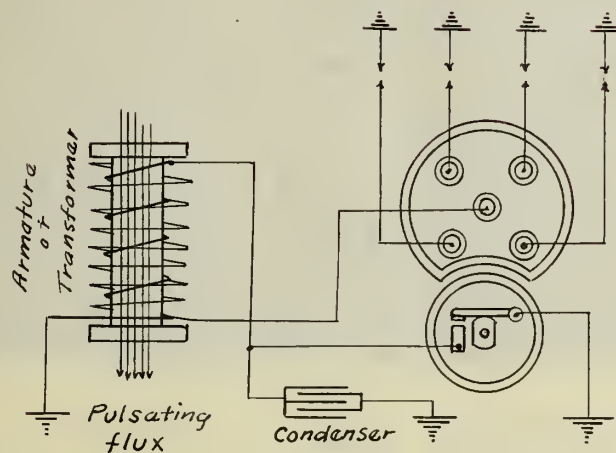 Armature
or
Transformer
Pulsating
flux
Condenser